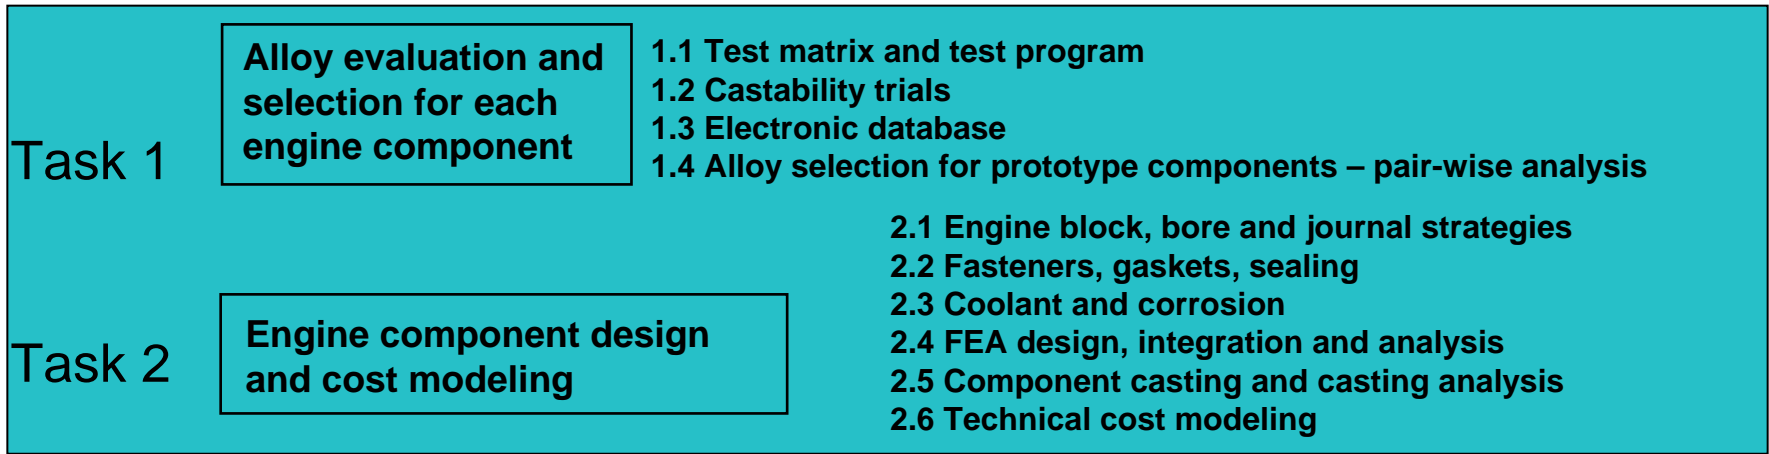 Task 1
Alloy evaluation and
selection for each
engine component
1.1 Test matrix and test program
1.2 Castability trials
1.3 Electronic database
1.4 Alloy selection for prototype components – pair-wise analysis
Task 2
Engine component design
and cost modeling
2.1 Engine block, bore and journal strategies
2.2 Fasteners, gaskets, sealing
2.3 Coolant and corrosion
2.4 FEA design, integration and analysis
2.5 Component casting and casting analysis
2.6 Technical cost modeling